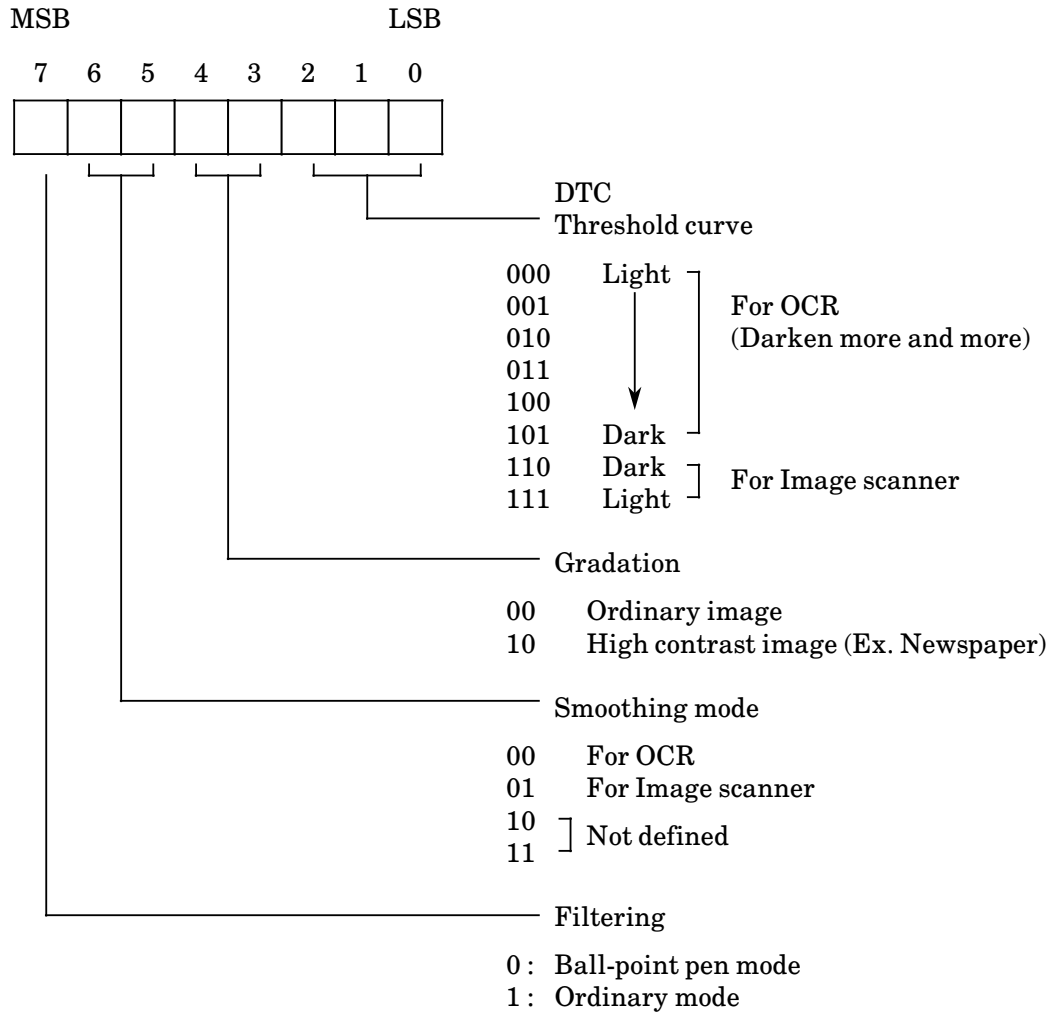 MSB LSB
7 6 5 4 3 2 1 0
DTC
Threshold curve
000 Light
001 For OCR
010 (Darken more and more)
011
100
101 Dark
110 Dark
For Image scanner
111 Light
Gradation
00 Ordinary image
10 High contrast image (Ex. Newspaper)
Smoothing mode
00 For OCR
01 For Image scanner
10
Not defined
11
Filtering
0 : Ball-point pen mode
1 : Ordinary mode